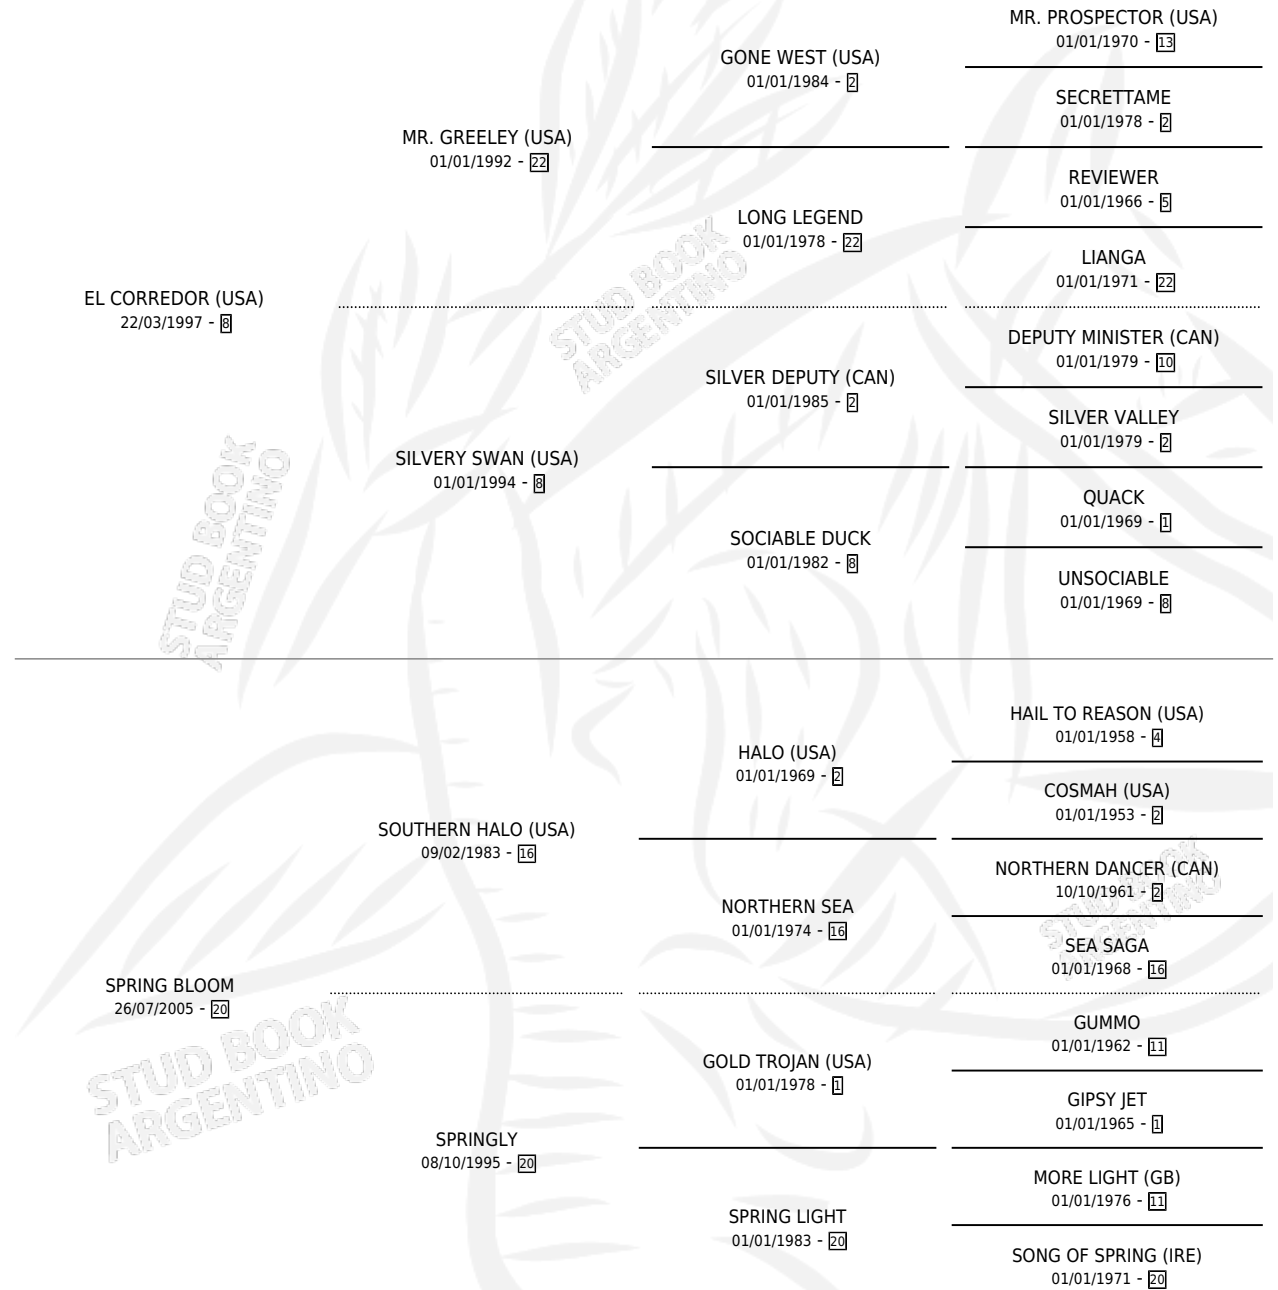 MR. PROSPECTOR (USA)
01/01/1970 - 13
GONE WEST (USA)
01/01/1984 - 2
SECRETTAME
01/01/1978 - 2
MR. GREELEY (USA)
01/01/1992 - 22
REVIEWER
01/01/1966 - 5
LONG LEGEND
01/01/1978 - 22
LIANGA
01/01/1971 - 22
EL CORREDOR (USA)
22/03/1997 - 8
STUD BOOK
ARGENTINO
DEPUTY MINISTER (CAN)
01/01/1979 - 10
SILVER DEPUTY (CAN)
01/01/1985 - 2
SILVER VALLEY
01/01/1979 - 2
SILVERY SWAN (USA)
01/01/1994 - 8
QUACK
01/01/1969 - 1
SOCIABLE DUCK
01/01/1982 - 8
UNSOCIABLE
01/01/1969 - 8
STUD BOOK
ARGENTINO
HAIL TO REASON (USA)
01/01/1958 - 4
HALO (USA)
01/01/1969 - 2
COSMAH (USA)
01/01/1953 - 2
SOUTHERN HALO (USA)
09/02/1983 - 16
NORTHERN DANCER (CAN)
10/10/1961 - 2
NORTHERN SEA
01/01/1974 - 16
STUD BOOK
ARGENTINO
SEA SAGA
01/01/1968 - 16
SPRING BLOOM
26/07/2005 - 20
STUD BOOK
ARGENTINO
GUMMO
01/01/1962 - 11
GOLD TROJAN (USA)
01/01/1978 - 1
GIPSY JET
01/01/1965 - 1
SPRINGLY
08/10/1995 - 20
MORE LIGHT (GB)
01/01/1976 - 11
SPRING LIGHT
01/01/1983 - 20
SONG OF SPRING (IRE)
01/01/1971 - 20